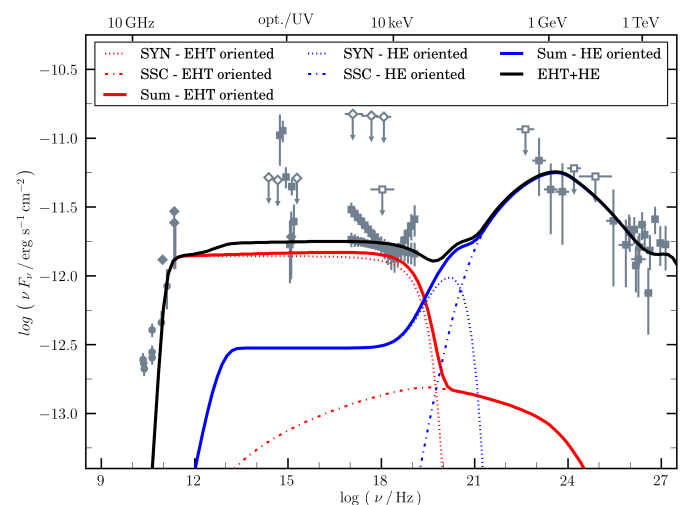 10 GHz opt./UV 10 keV 1 GeV 1 TeV
SYN - EHT oriented SYN - HE oriented Sum - HE oriented
SSC - EHT oriented SSC - HE oriented EHT+HE
Sum - EHT oriented
−10.5
−11.0
−11.5
−12.0
−12.5
−13.0
log ( ν Fν / erg s−1 cm−2 )
9 12 15 18 21 24 27
log ( ν / Hz )